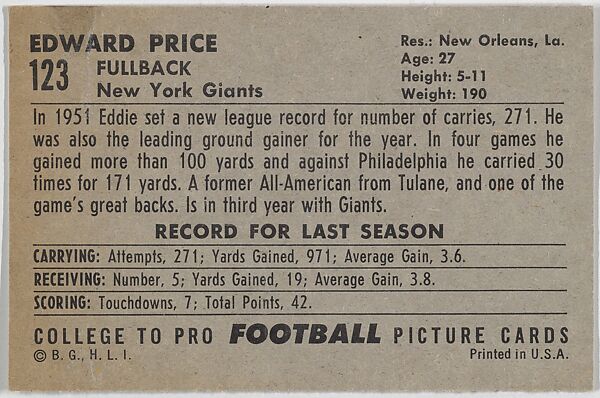 EDWARD PRICE
123 FULLBACK
New York Giants
Res.: New Orleans, La.
Age: 27
Height: 5-11
Weight: 190
In 1951 Eddie set a new league record for number of carries, 271. He
was also the leading ground gainer for the year. In four games he
gained more than 100 yards and against Philadelphia he carried 30
times for 171 yards. A former All-American from Tulane, and one of the
game's great backs. Is in third year with Giants.
RECORD FOR LAST SEASON
CARRYING: Attempts, 271; Yards Gained, 971; Average Gain, 3.6.
RECEIVING: Number, 5; Yards Gained, 19; Average Gain, 3.8.
SCORING: Touchdowns, 7; Total Points, 42.
COLLEGE TO PRO FOOTBALL PICTURE CARDS
© B. G., H. L. I. Printed in U.S.A.